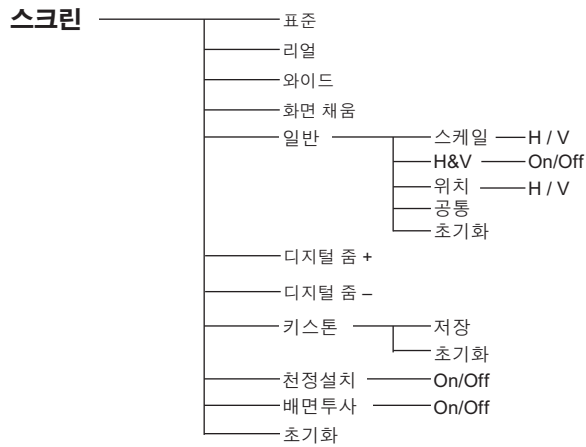 스크린
표준
리얼
와이드
화면 채움
일반
스케일 H / V
H&V On/Off
위치 H / V
공통
초기화
디지털 줌 +
디지털 줌 –
키스톤
저장
초기화
천정설치 On/Off
배면투사 On/Off
초기화